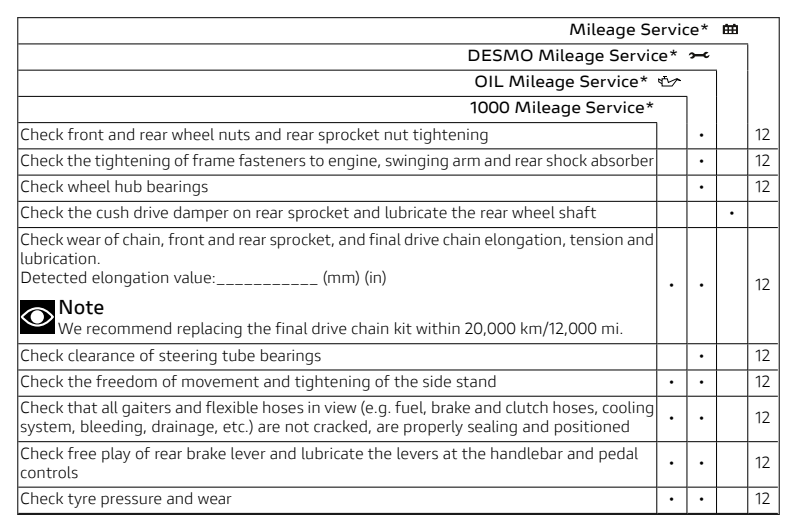 Mileage Service*
DESMO Mileage Service*
OIL Mileage Service*
1000 Mileage Service*
Check front and rear wheel nuts and rear sprocket nut tightening • 12
Check the tightening of frame fasteners to engine, swinging arm and rear shock absorber • 12
Check wheel hub bearings • 12
Check the cush drive damper on rear sprocket and lubricate the rear wheel shaft •
Check wear of chain, front and rear sprocket, and final drive chain elongation, tension and
lubrication.
Detected elongation value:___________ (mm) (in)
• • 12
Note
We recommend replacing the final drive chain kit within 20,000 km/12,000 mi.
Check clearance of steering tube bearings • 12
Check the freedom of movement and tightening of the side stand • • 12
Check that all gaiters and flexible hoses in view (e.g. fuel, brake and clutch hoses, cooling
system, bleeding, drainage, etc.) are not cracked, are properly sealing and positioned • • 12
Check free play of rear brake lever and lubricate the levers at the handlebar and pedal
controls • • 12
Check tyre pressure and wear • • 12